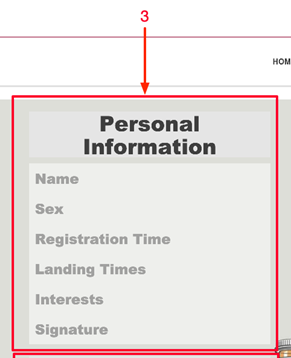 3
HOM
Personal
Information
Name
Sex
Registration Time
Landing Times
Interests
Signature